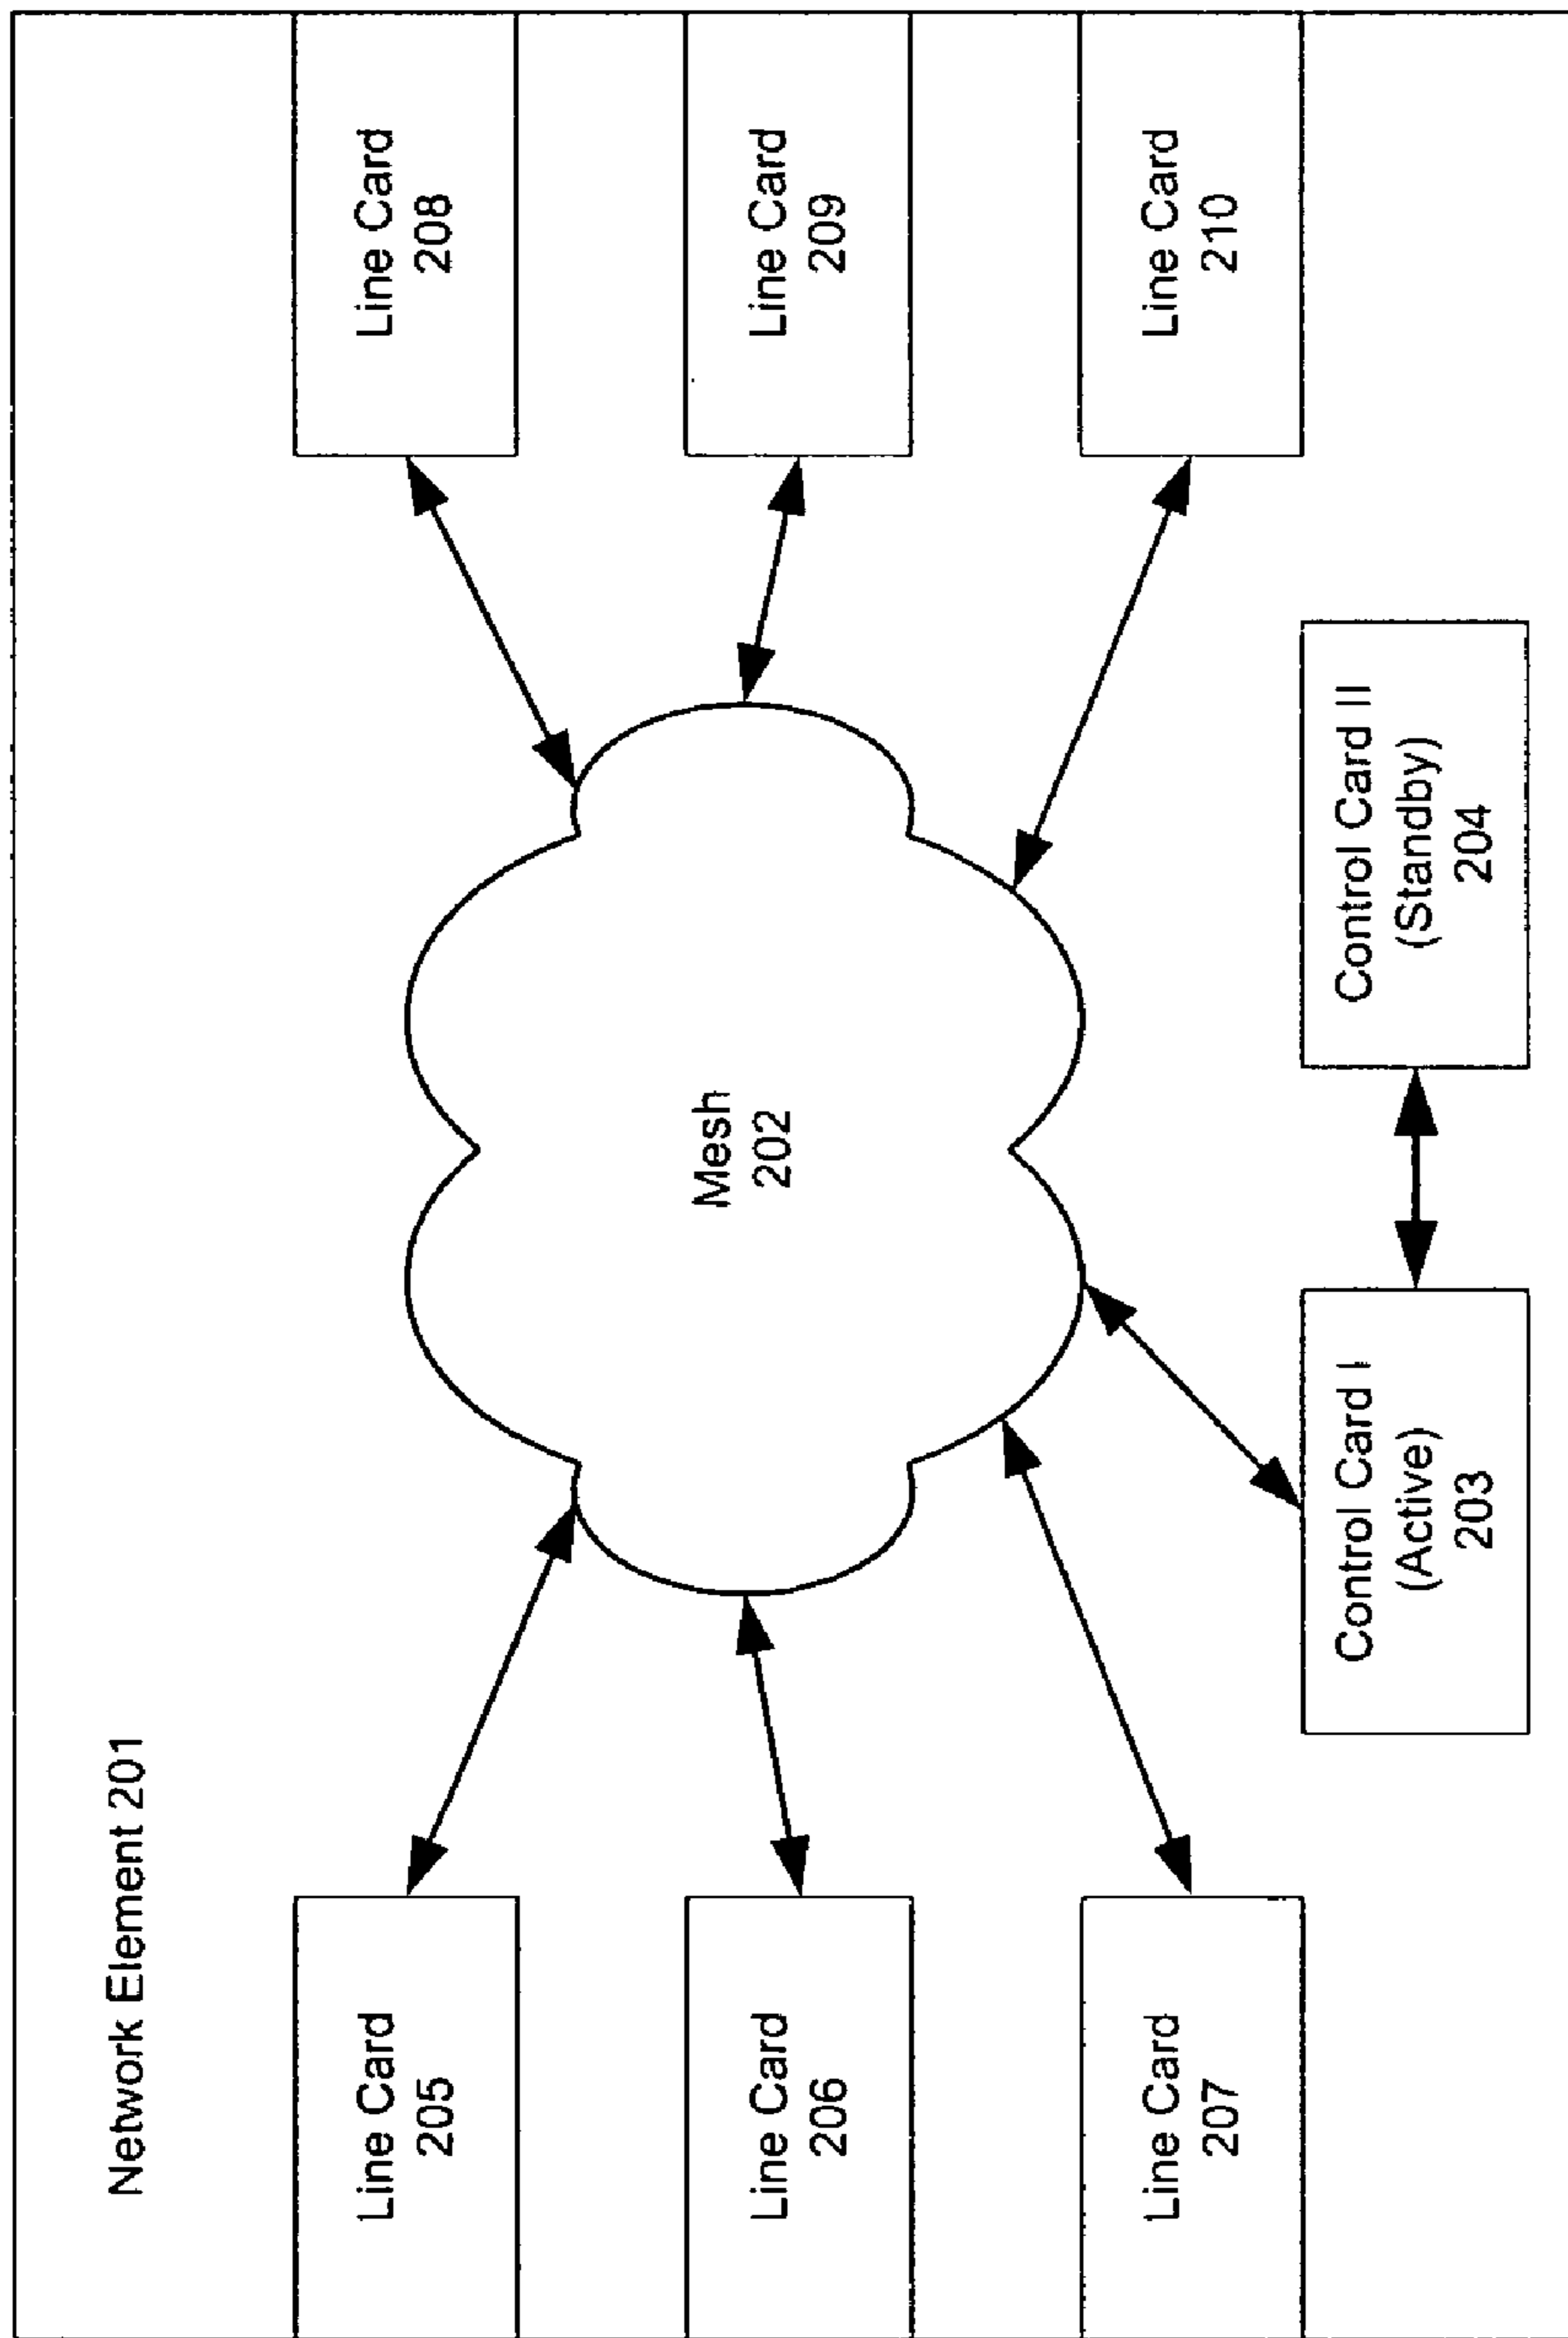 Network Element 201
Line Card
205
Line Card
206
Line Card
207
Mesh
202
Line Card
208
Line Card
209
Line Card
210
Control Card I
(Active)
203
Control Card II
(Standby)
204